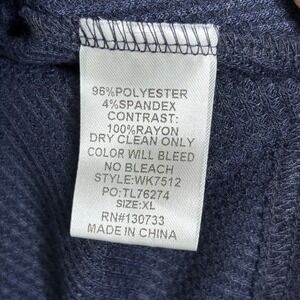 96%POLYESTER
4%SPANDEX
CONTRAST:
100%RAYON
DRY CLEAN ONLY
COLOR WILL BLEED
NO BLEACH
STYLE:WK7512
PO:TL76274
SIZE:XL
RN#130733
MADE IN CHINA